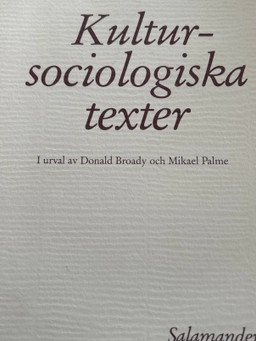 Kultur-
sociologiska
texter
I urval av Donald Broady och Mikael Palme
Salamander